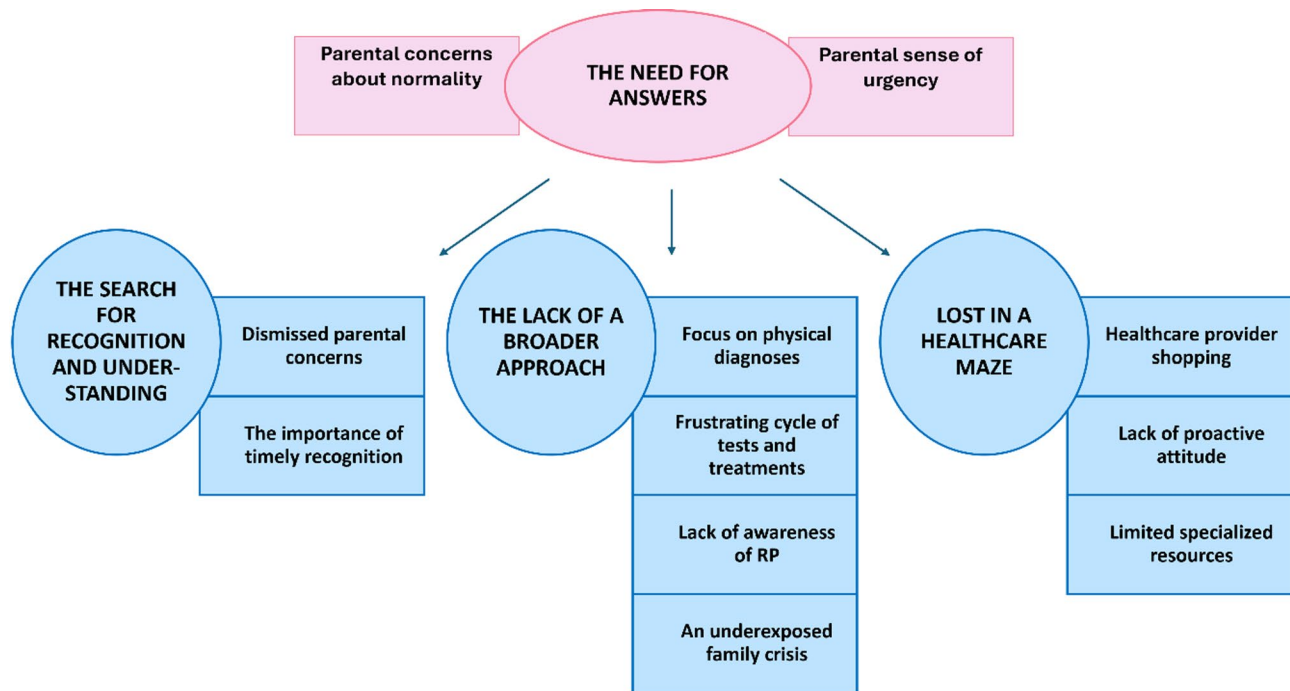 Parental concerns
about normality
THE NEED FOR
ANSWERS
Parental sense of
urgency
THE SEARCH
FOR
RECOGNITION
AND UNDER-
STANDING
Dismissed parental
concerns
The importance of
timely recognition
THE LACK OF A
BROADER
APPROACH
Focus on physical
diagnoses
Frustrating cycle of
tests and
treatments
Lack of awareness
of RP
An underexposed
family crisis
LOST IN A
HEALTHCARE
MAZE
Healthcare provider
shopping
Lack of proactive
attitude
Limited specialized
resources